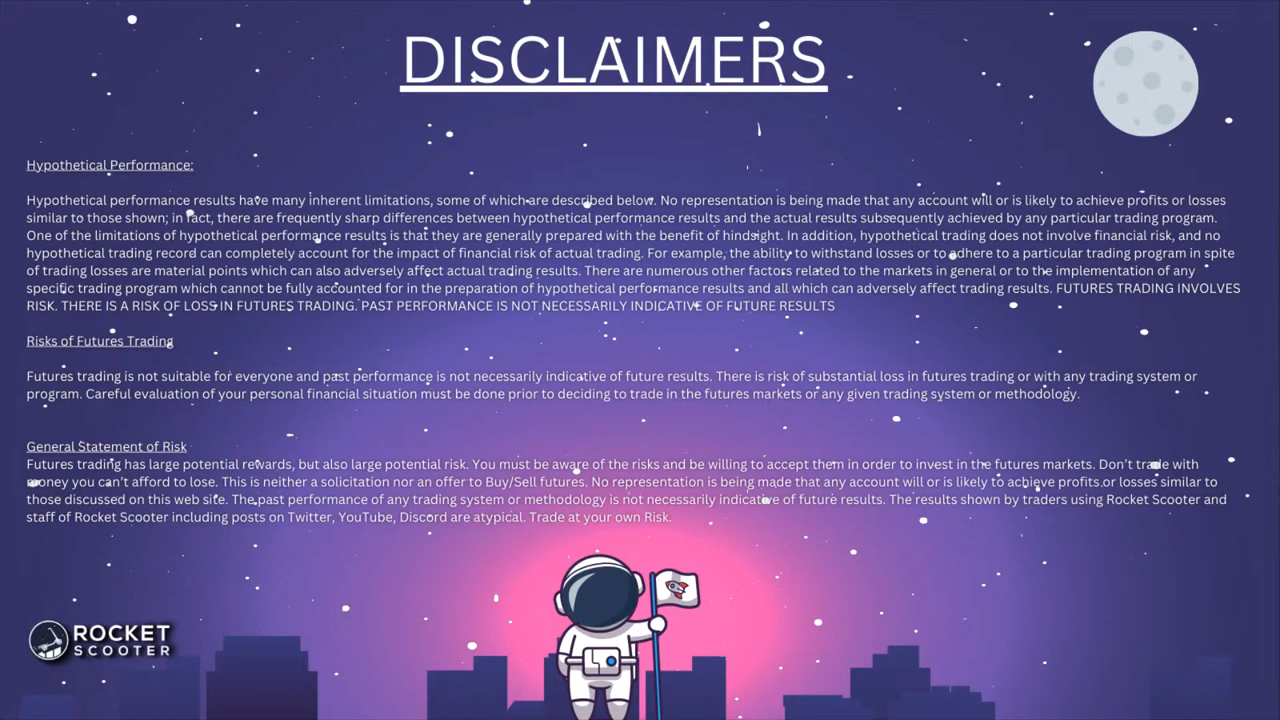 DISCLAIMERS
Hypothetical Performance:
Hypothetical performance results have many inherent limitations, some of which are described below. No representation is being made that any account will or is likely to achieve profits or losses
similar to those shown; in fact, there are frequently sharp differences between hypothetical performance results and the actual results subsequently achieved by any particular trading program.
One of the limitations of hypothetical performance results is that they are generally prepared with the benefit of hindsight. In addition, hypothetical trading does not involve financial risk, and no
hypothetical trading record can completely account for the impact of financial risk of actual trading. For example, the ability to withstand losses or to adhere to a particular trading program in spite
of trading losses are material points which can also adversely affect actual trading results. There are numerous other factors related to the markets in general or to the implementation of any
specific trading program which cannot be fully accounted for in the preparation of hypothetical performance results and all which can adversely affect trading results. FUTURES TRADING INVOLVES
RISK. THERE IS A RISK OF LOSS IN FUTURES TRADING. PAST PERFORMANCE IS NOT NECESSARILY INDICATIVE OF FUTURE RESULTS
Risks of Futures Trading
Futures trading is not suitable for everyone and past performance is not necessarily indicative of future results. There is risk of substantial loss in futures trading or with any trading system or
program. Careful evaluation of your personal financial situation must be done prior to deciding to trade in the futures markets or any given trading system or methodology.
General Statement of Risk
Futures trading has large potential rewards, but also large potential risk. You must be aware of the risks and be willing to accept them in order to invest in the futures markets. Don't trade with
money you can't afford to lose. This is neither a solicitation nor an offer to Buy/Sell futures. No representation is being made that any account will or is likely to achieve profits or losses similar to
those discussed on this web site. The past performance of any trading system or methodology is not necessarily indicative of future results. The results shown by traders using Rocket Scooter and
staff of Rocket Scooter including posts on Twitter, YouTube, Discord are atypical. Trade at your own Risk.
ROCKET
SCOOTER